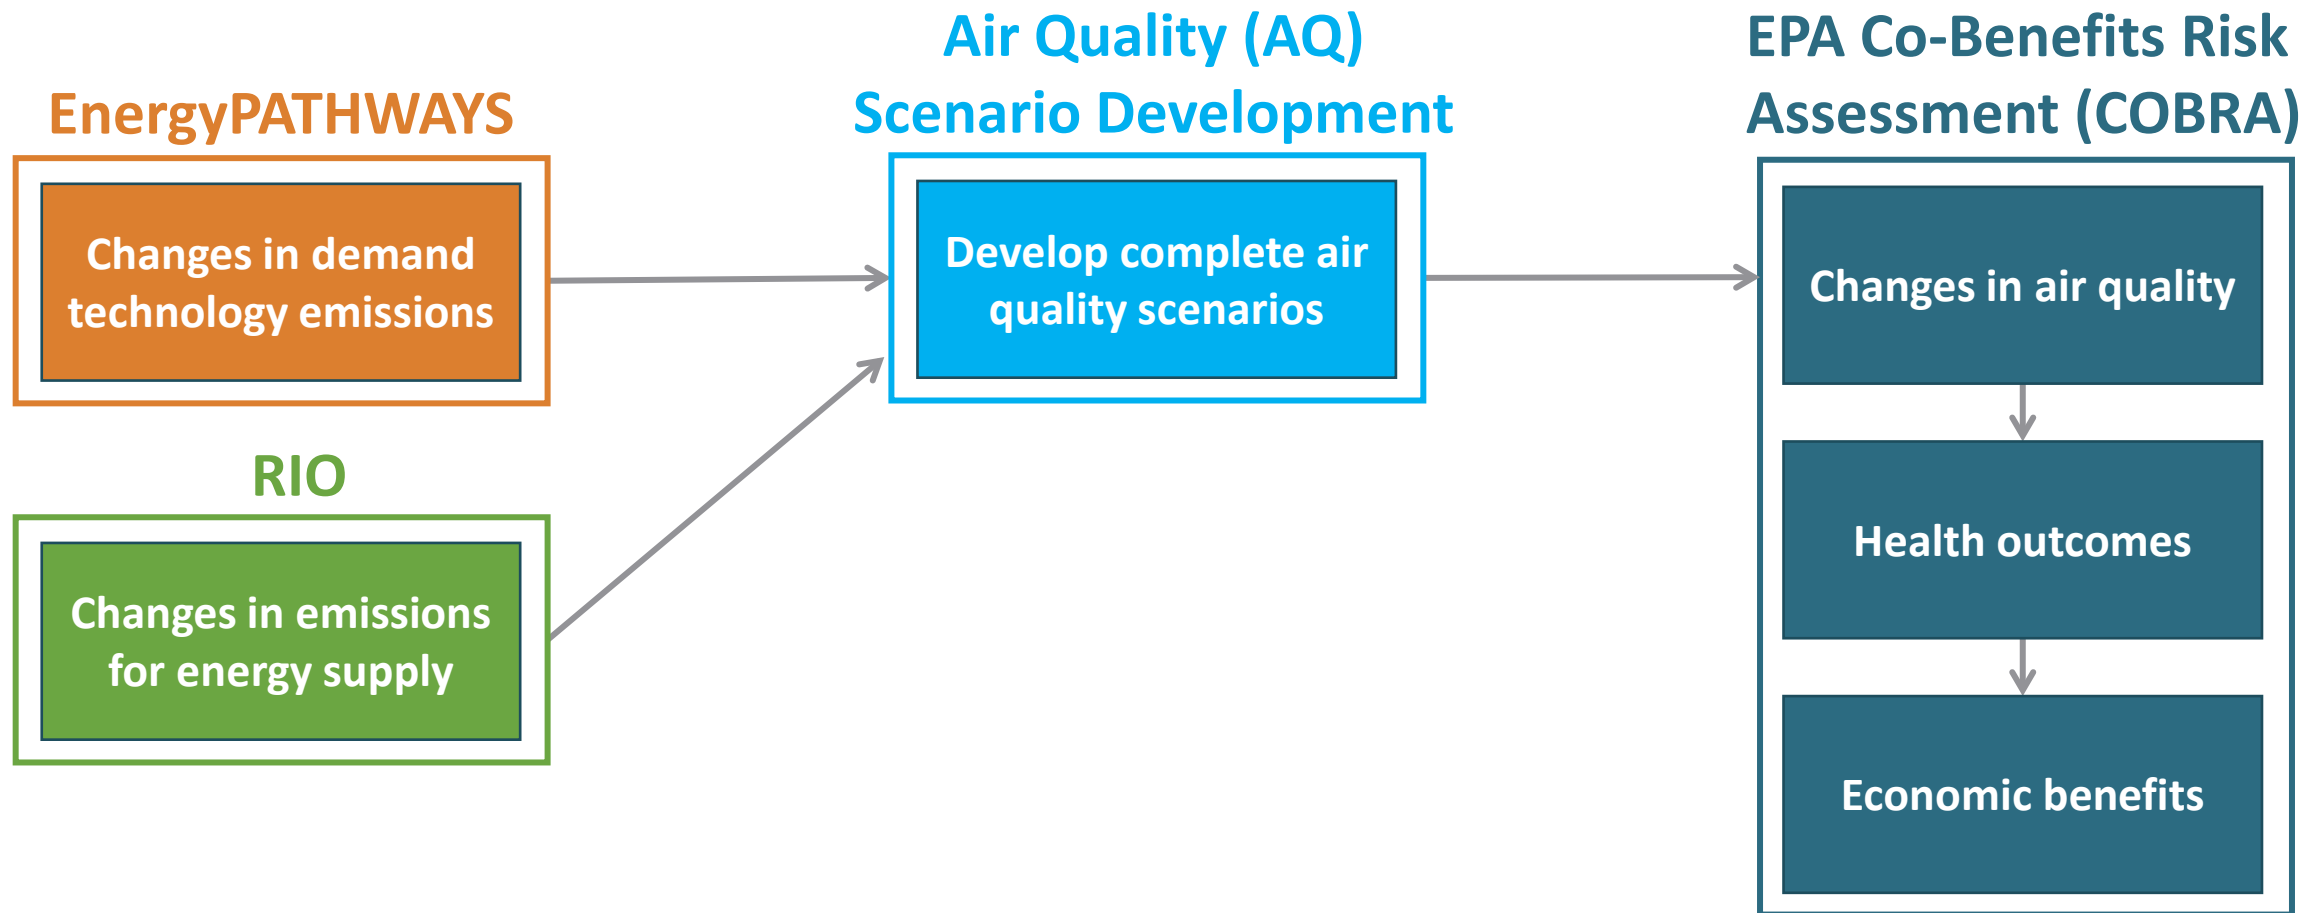 EnergyPATHWAYS
Changes in demand
technology emissions
RIO
Changes in emissions
for energy supply
Air Quality (AQ)
Scenario Development
Develop complete air
quality scenarios
EPA Co-Benefits Risk
Assessment (COBRA)
Changes in air quality
Health outcomes
Economic benefits